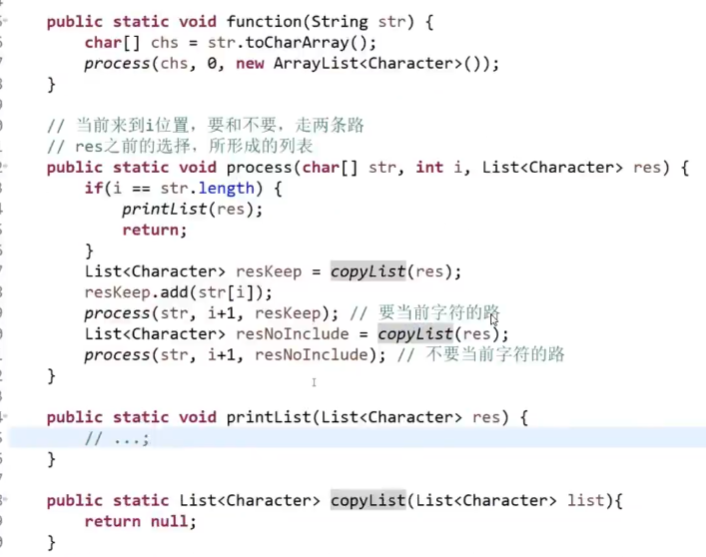 public static void function(String str) {
char[] chs = str.toCharArray();
process(chs, 0, new ArrayList<Character>());
}
// 当前来到i位置，要和不要，走两条路
// res之前的选择，所形成的列表
public static void process(char[] str, int i, List<Character> res) {
if(i == str.length) {
printList(res);
return;
}
List<Character> resKeep = copyList(res);
resKeep.add(str[i]);
process(str, i+1, resKeep); // 要当前字符的路
List<Character> resNoInclude = copyList(res);
process(str, i+1, resNoInclude); // 不要当前字符的路
}
public static void printList(List<Character> res) {
// ...;
}
public static List<Character> copyList(List<Character> list){
return null;
}